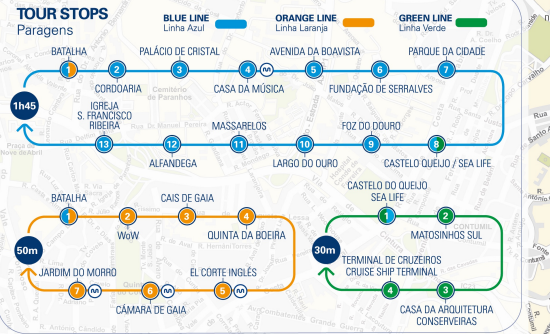 TOUR STOPS
Paragens
BLUE LINE
Linha Azul
ORANGE LINE
Linha Laranja
GREEN LINE
Linha Verde
BATALHA
PALÁCIO DE CRISTAL
AVENIDA DA BOAVISTA
PARQUE DA CIDADE
1
2
3
4
5
6
7
CORDOARIA
CASA DA MÚSICA
FUNDAÇÃO DE SERRALVES
1h45
IGREJA
S. FRANCISCO
RIBEIRA
MASSARELOS
FOZ DO DOURO
13
12
11
10
9
8
ALFANDEGA
LARGO DO OURO
CASTELO QUEIJO / SEA LIFE
BATALHA
CAIS DE GAIA
1
2
3
4
WoW
QUINTA DA BOEIRA
50m
JARDIM DO MORRO
EL CORTE INGLÊS
7
6
5
CÂMARA DE GAIA
CASTELO DO QUEIJO
SEA LIFE
1
2
MATOSINHOS SUL
30m
TERMINAL DE CRUZEIROS
CRUISE SHIP TERMINAL
4
3
CASA DA ARQUITETURA
CONSERVEIRAS